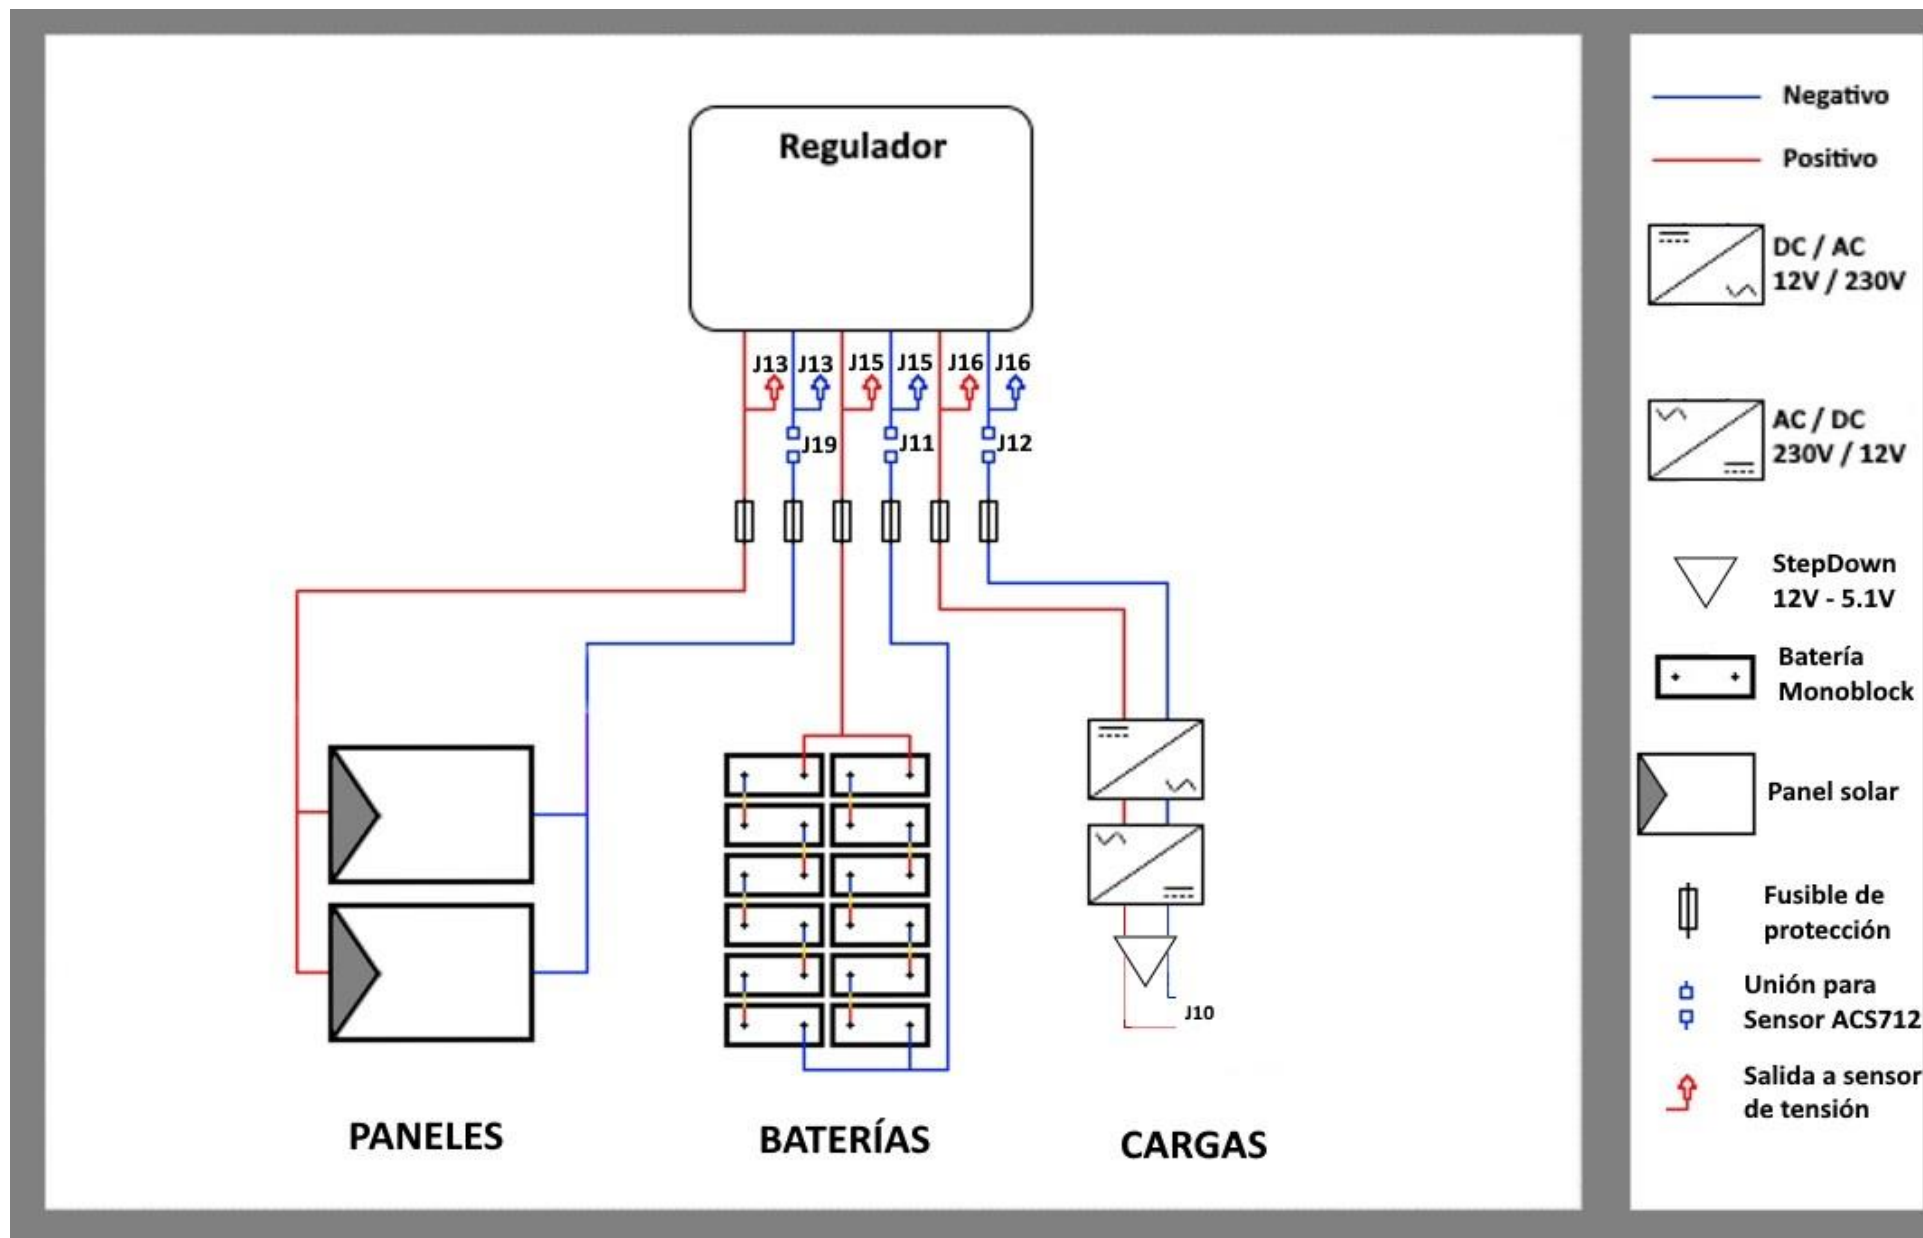 Regulador
J13 J13 J15 J15 J16 J16
J19 J11 J12
J10
PANELES
BATERÍAS
CARGAS
Negativo
Positivo
DC / AC
12V / 230V
AC / DC
230V / 12V
StepDown
12V - 5.1V
Batería
Monoblock
Panel solar
Fusible de
protección
Unión para
Sensor ACS712
Salida a sensor
de tensión